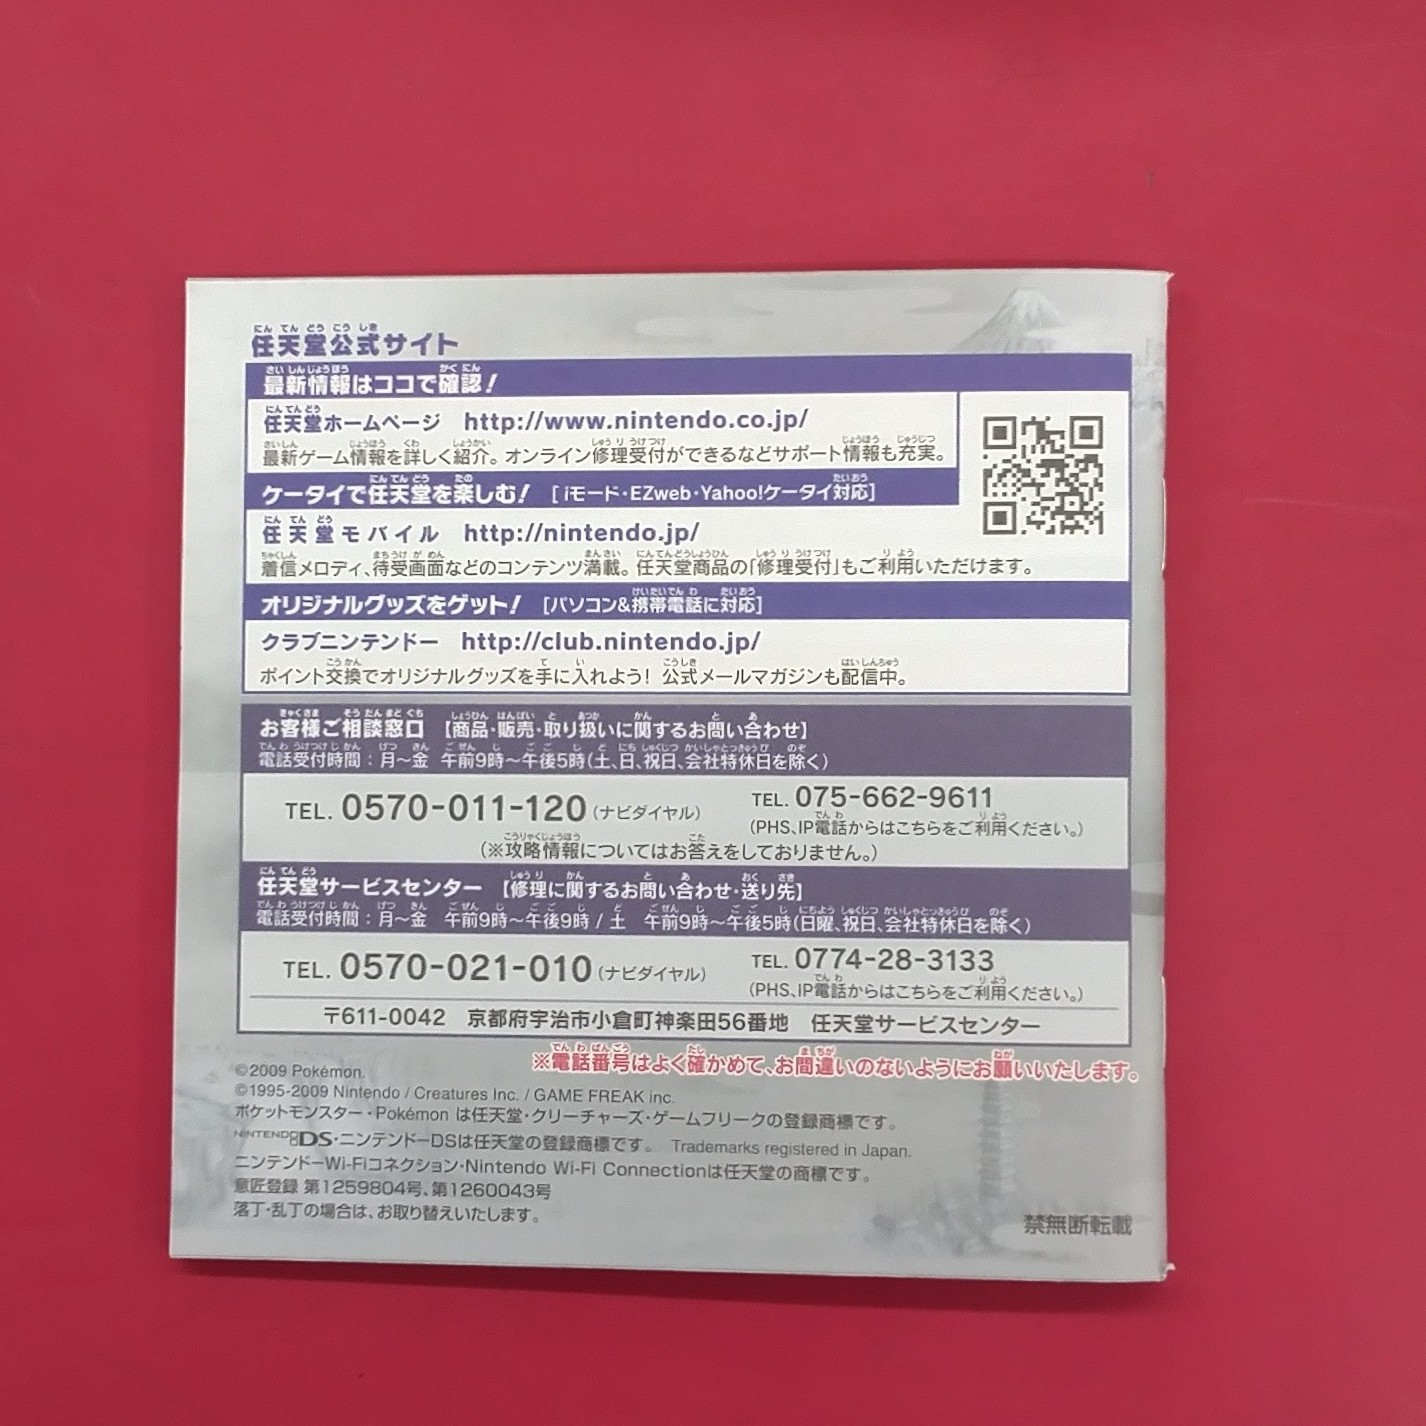 任天堂公式サイト
最新情報はココで確認！
任天堂ホームページ http://www.nintendo.co.jp/
最新ゲーム情報を詳しく紹介。オンライン修理受付ができるなどサポート情報も充実。
ケータイで任天堂を楽しむ！ [iモード・EZweb・Yahoo!ケータイ対応]
任天堂モバイル http://nintendo.jp/
着信メロディ、待受画面などのコンテンツ満載。任天堂商品の「修理受付」もご利用いただけます。
オリジナルグッズをゲット！ [パソコン&携帯電話に対応]
クラブニンテンドー http://club.nintendo.jp/
ポイント交換でオリジナルグッズを手に入れよう！ 公式メールマガジンも配信中。
お客様ご相談窓口 【商品・販売・取り扱いに関するお問い合わせ】
電話受付時間：月〜金 午前9時〜午後5時(土、日、祝日、会社特休日を除く)
TEL. 0570-011-120(ナビダイヤル) TEL. 075-662-9611
(PHS、IP電話からはこちらをご利用ください。)
(※攻略情報についてはお答えをしておりません。)
任天堂サービスセンター 【修理に関するお問い合わせ・送り先】
電話受付時間：月〜金 午前9時〜午後9時 / 土 午前9時〜午後5時(日曜、祝日、会社特休日を除く)
TEL. 0570-021-010(ナビダイヤル) TEL. 0774-28-3133
(PHS、IP電話からはこちらをご利用ください。)
〒611-0042 京都府宇治市小倉町神楽田56番地 任天堂サービスセンター
※電話番号はよく確かめて、お間違いのないようにお願いいたします。
©2009 Pokémon.
©1995-2009 Nintendo / Creatures Inc. / GAME FREAK inc.
ポケットモンスター・Pokémon は任天堂・クリーチャーズ・ゲームフリークの登録商標です。
NINTENDO DS・ニンテンドーDSは任天堂の登録商標です。 Trademarks registered in Japan.
ニンテンドーWi-Fiコネクション・Nintendo Wi-Fi Connectionは任天堂の商標です。
意匠登録 第1259804号、第1260043号
落丁・乱丁の場合は、お取り替えいたします。
禁無断転載